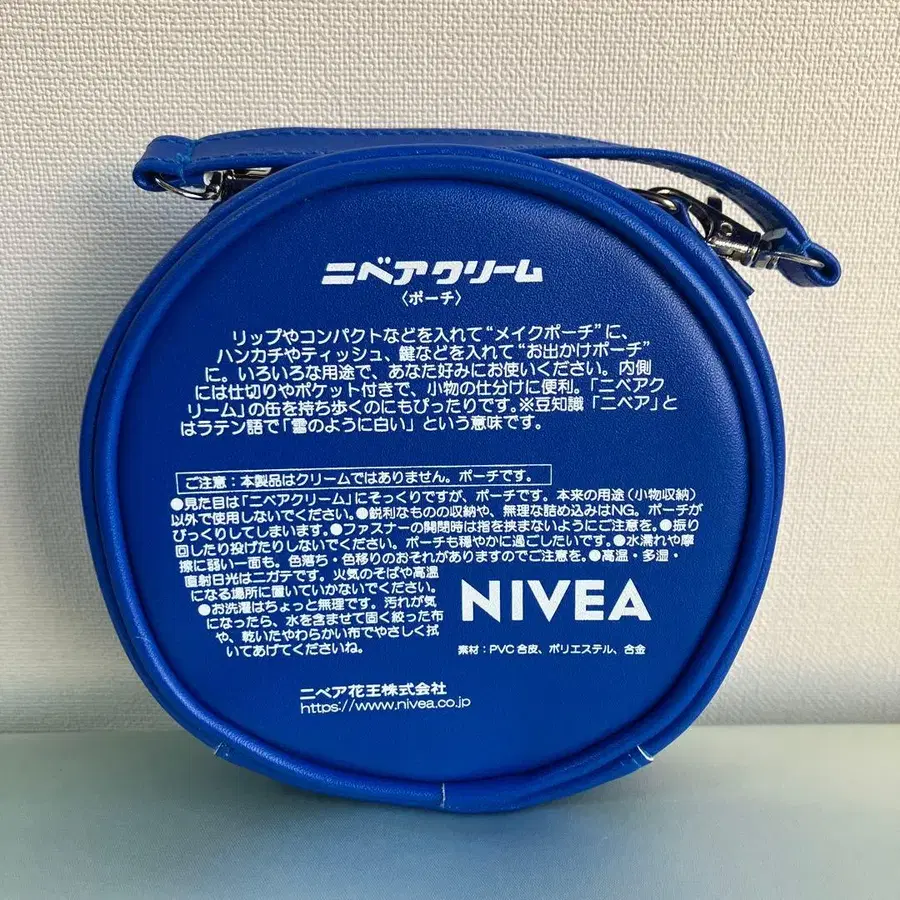 ニベアクリーム
〈ポーチ〉
リップやコンパクトなどを入れて“メイクポーチ”に、
ハンカチやティッシュ、鍵などを入れて“お出かけポーチ”
に。いろいろな用途で、あなた好みにお使いください。内側
には仕切りやポケット付きで、小物の仕分けに便利。「ニベアク
リーム」の缶を持ち歩くのにもぴったりです。※豆知識 「ニベア」と
はラテン語で「雪のように白い」という意味です。
ご注意：本製品はクリームではありません。ポーチです。
●見た目は「ニベアクリーム」にそっくりですが、ポーチです。本来の用途（小物収納）
以外で使用しないでください。●鋭利なものの収納や、無理な詰め込みはNG。ポーチが
びっくりしてしまいます。●ファスナーの開閉時は指を挟まないようにご注意を。●振り
回したり投げたりしないでください。ポーチも穏やかに過ごしたいです。●水濡れや摩
擦に弱い一面も。色落ち・色移りのおそれがありますのでご注意を。●高温・多湿・
直射日光はニガテです。火気のそばや高温
になる場所に置いていかないでください。
●お洗濯はちょっと無理です。汚れが気
になったら、水を含ませて固く絞った布
や、乾いたやわらかい布でやさしく拭
いてあげてくださいね。
NIVEA
素材：PVC合皮、ポリエステル、合金
ニベア花王株式会社
https://www.nivea.co.jp